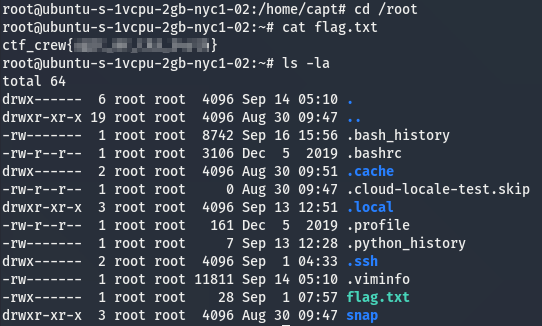 root@ubuntu-s-1vcpu-2gb-nyc1-02:/home/capt# cd /root
root@ubuntu-s-1vcpu-2gb-nyc1-02:~# cat flag.txt
ctf_crew{}
root@ubuntu-s-1vcpu-2gb-nyc1-02:~# ls -la
total 64
drwx------  6 root root  4096 Sep 14 05:10 .
drwxr-xr-x 19 root root  4096 Aug 30 09:47 ..
-rw-------  1 root root  8742 Sep 16 15:56 .bash_history
-rw-r--r--  1 root root  3106 Dec  5  2019 .bashrc
drwx------  2 root root  4096 Aug 30 09:51 .cache
-rw-r--r--  1 root root     0 Aug 30 09:47 .cloud-locale-test.skip
drwxr-xr-x  3 root root  4096 Sep 13 12:51 .local
-rw-r--r--  1 root root   161 Dec  5  2019 .profile
-rw-------  1 root root     7 Sep 13 12:28 .python_history
drwx------  2 root root  4096 Sep  1 04:33 .ssh
-rw-------  1 root root 11811 Sep 14 05:10 .viminfo
-rwx------  1 root root    28 Sep  1 07:57 flag.txt
drwxr-xr-x  3 root root  4096 Aug 30 09:47 snap